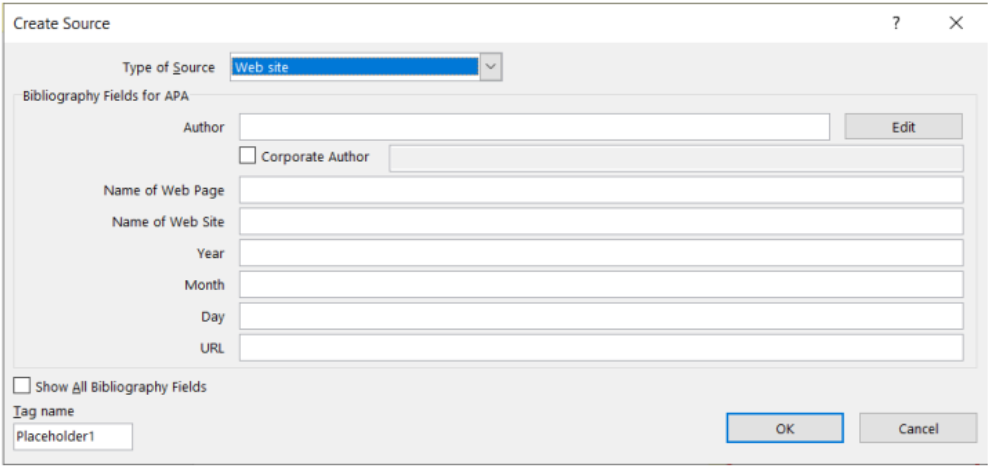 Create Source ?
Type of Source Web site
Bibliography Fields for APA
Author Edit
Corporate Author
Name of Web Page
Name of Web Site
Year
Month
Day
URL
Show All Bibliography Fields
Tag name
Placeholder1 OK Cancel